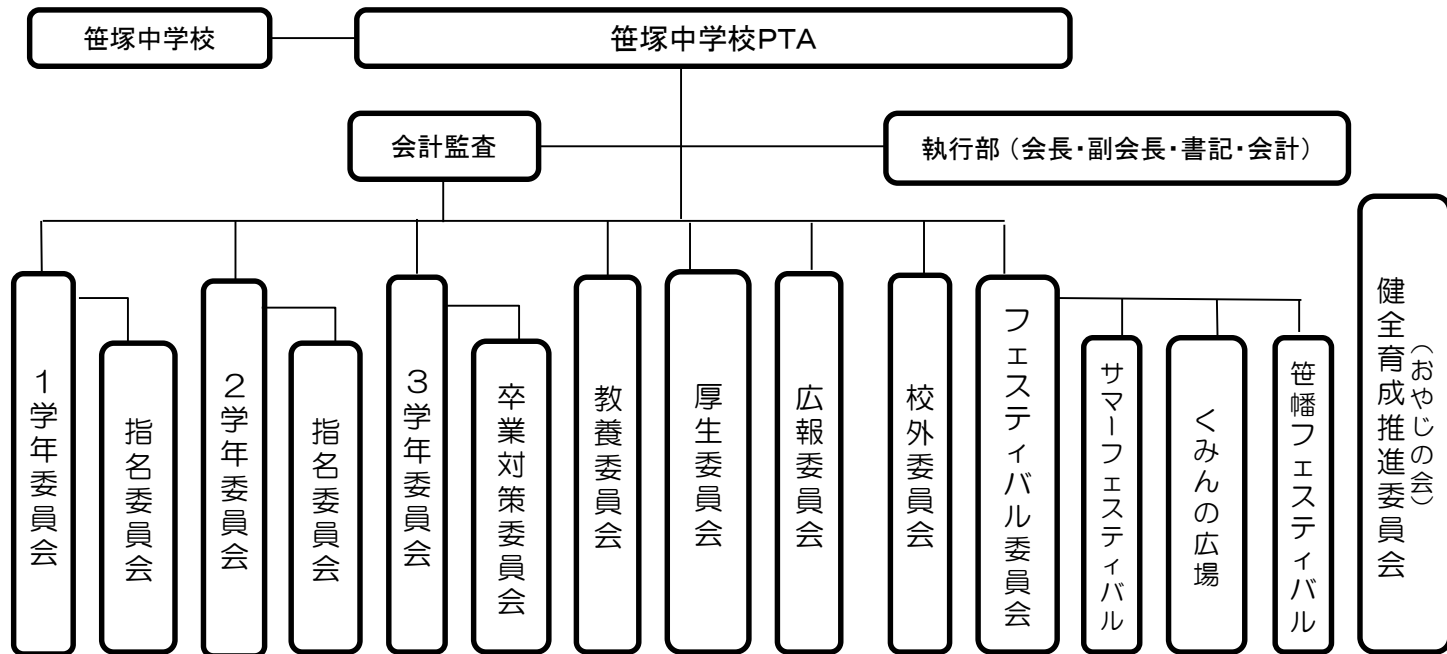 笹塚中学校
笹塚中学校PTA
会計監査
執行部（会長・副会長・書記・会計）
1学年委員会
指名委員会
2学年委員会
指名委員会
3学年委員会
卒業対策委員会
教養委員会
厚生委員会
広報委員会
校外委員会
フェスティバル委員会
サマーフェスティバル
くみんの広場
笹幡フェスティバル
健全育成推進委員会
（おやじの会）